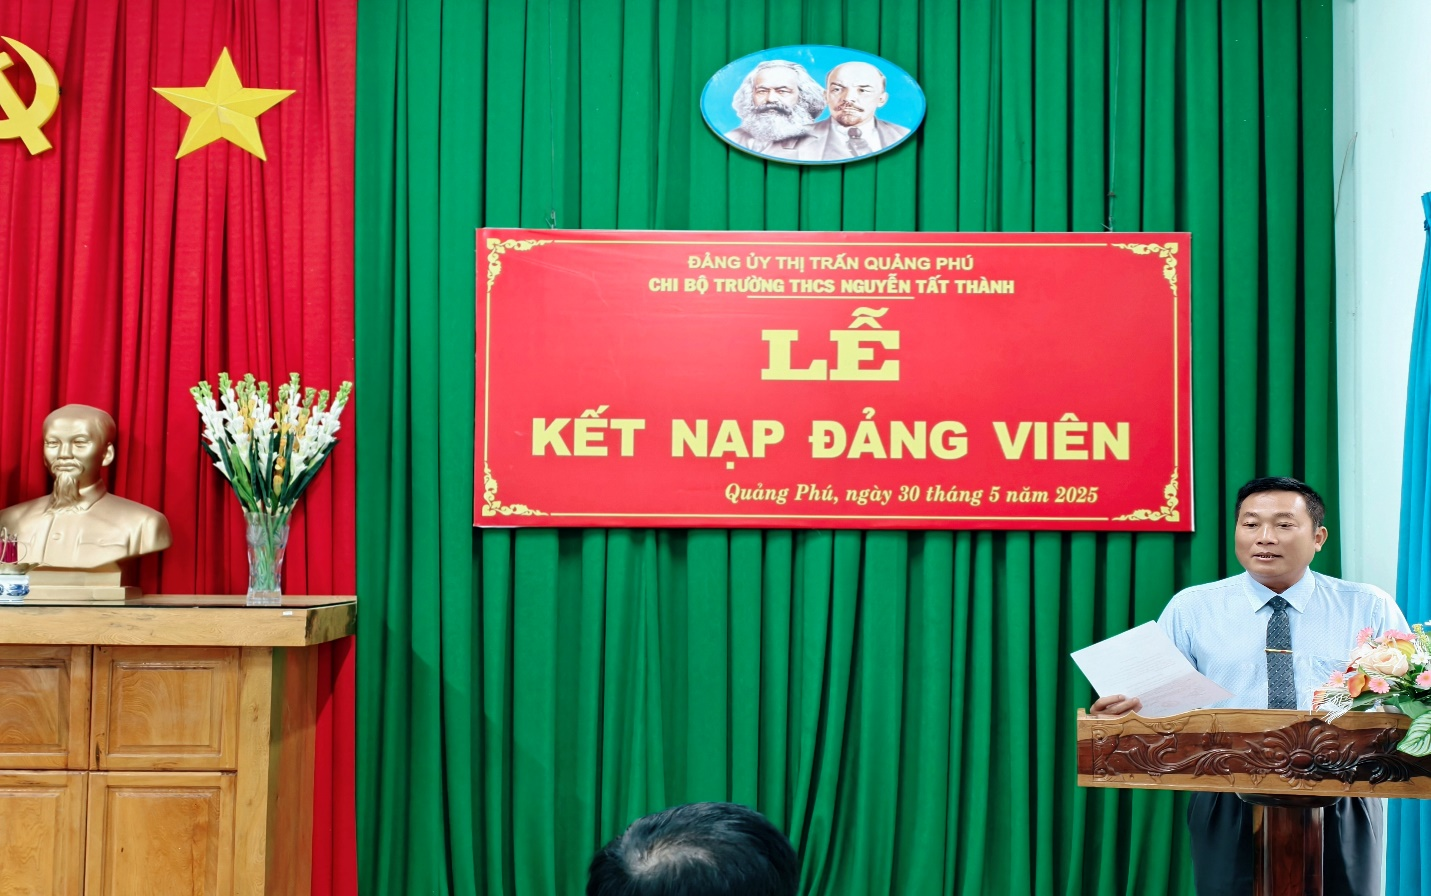 ĐẢNG ỦY THỊ TRẤN QUẢNG PHÚ
CHI BỘ TRƯỜNG THCS NGUYỄN TẤT THÀNH
LỄ
KẾT NẠP ĐẢNG VIÊN
Quảng Phú, ngày 30 tháng 5 năm 2025